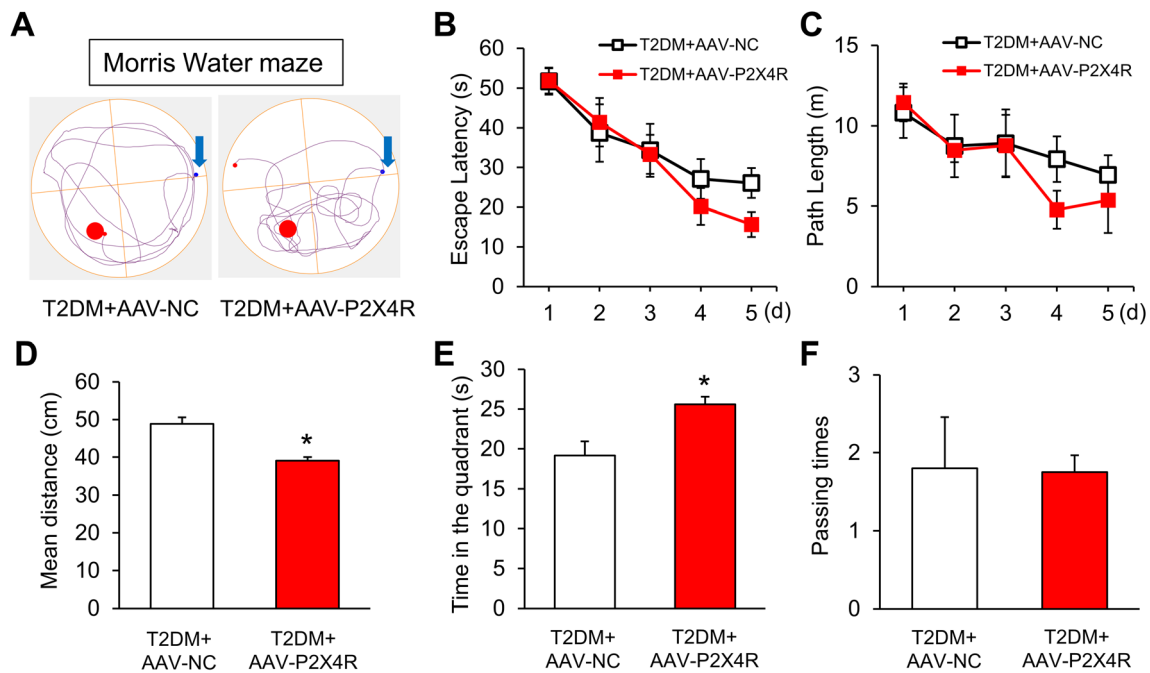 A
Morris Water maze
T2DM+AAV-NC
T2DM+AAV-P2X4R
B
Escape Latency (s)
60
50
40
30
20
10
0
T2DM+AAV-NC
T2DM+AAV-P2X4R
1 2 3 4 5 (d)
C
Path Length (m)
15
10
5
0
T2DM+AAV-NC
T2DM+AAV-P2X4R
1 2 3 4 5 (d)
D
Mean distance (cm)
60
50
40
30
20
10
0
*
T2DM+
AAV-NC
T2DM+
AAV-P2X4R
E
Time in the quadrant (s)
30
25
20
15
10
5
0
*
T2DM+
AAV-NC
T2DM+
AAV-P2X4R
F
Passing times
3
2
1
0
T2DM+
AAV-NC
T2DM+
AAV-P2X4R